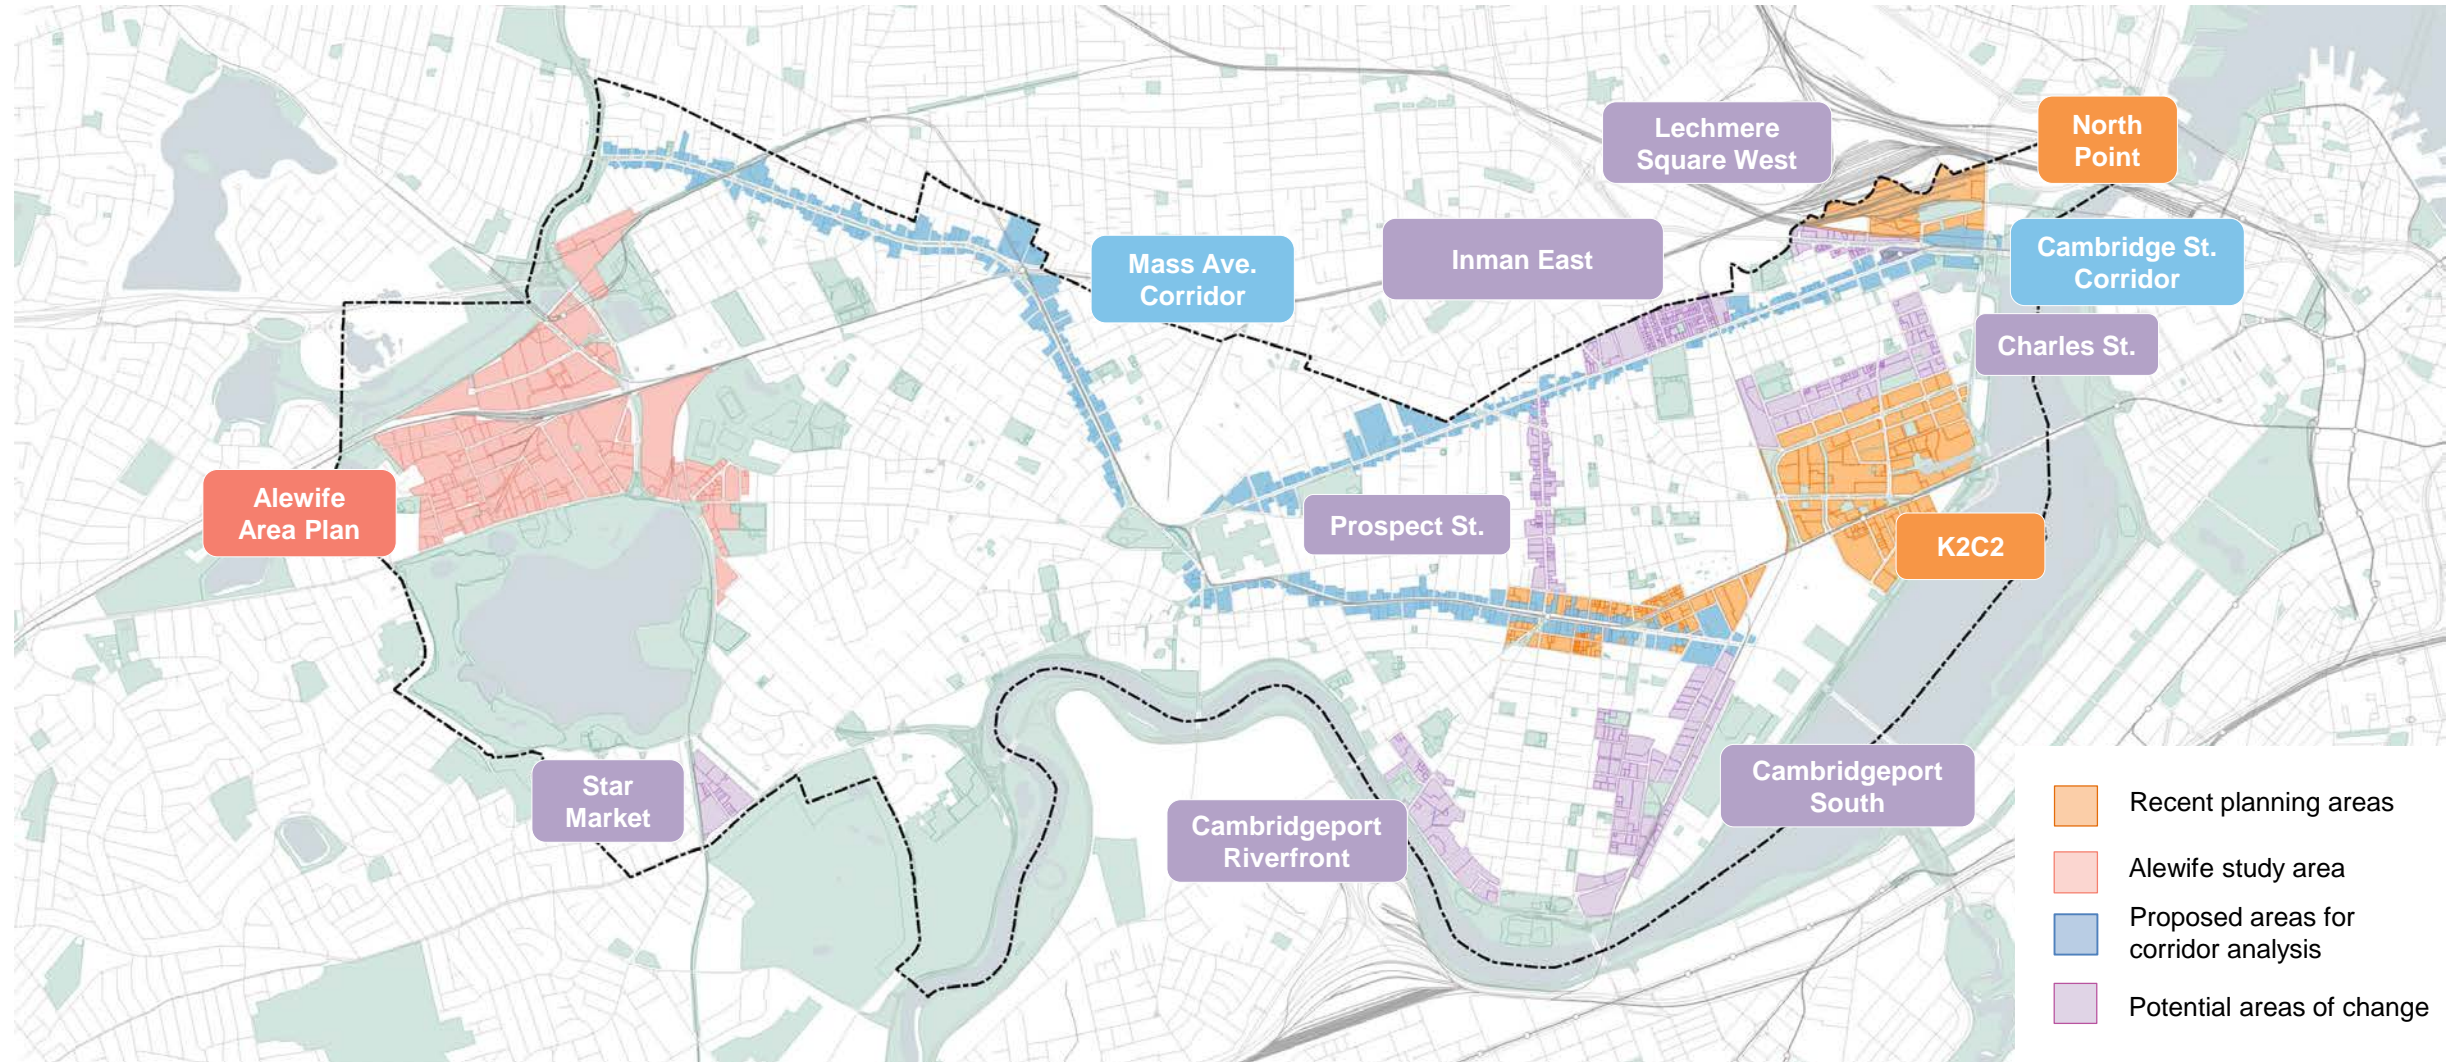 Lechmere
Square West
North
Point
Inman East
Mass Ave.
Corridor
Cambridge St.
Corridor
Charles St.
Alewife
Area Plan
Prospect St.
K2C2
Star
Market
Cambridgeport
Riverfront
Cambridgeport
South
Recent planning areas
Alewife study area
Proposed areas for
corridor analysis
Potential areas of change